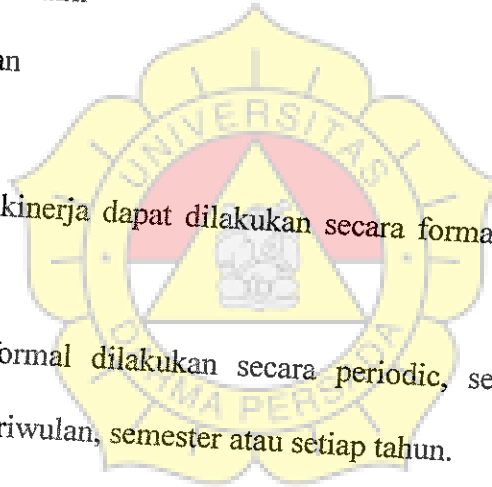 an
kinerja dapat dilakukan secara forma
formal dilakukan secara periodic, se
riwulan, semester atau setiap tahun.
UNIVERSITAS
DARMA PERSADA